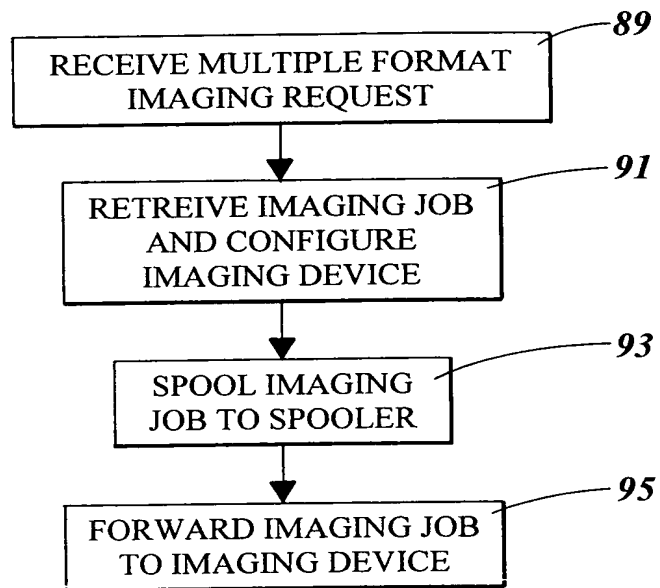 89
RECEIVE MULTIPLE FORMAT
IMAGING REQUEST
91
RETREIVE IMAGING JOB
AND CONFIGURE
IMAGING DEVICE
93
SPOOL IMAGING
JOB TO SPOOLER
95
FORWARD IMAGING JOB
TO IMAGING DEVICE